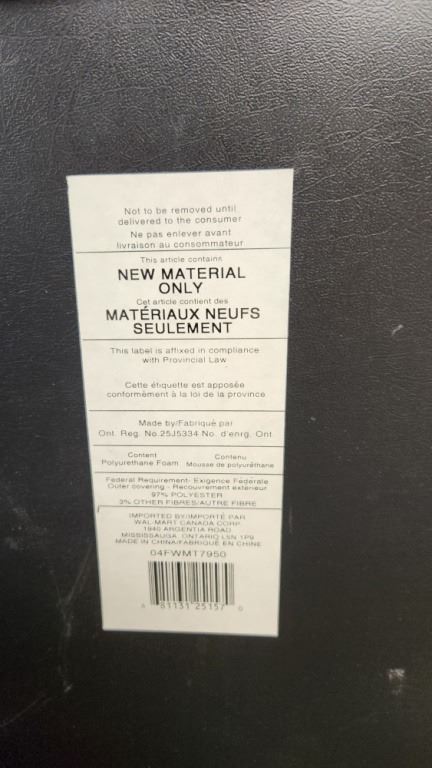 Not to be removed until
delivered to the consumer
Ne pas enlever avant
livraison au consommateur
This article contains
NEW MATERIAL
ONLY
Cet article contient des
MATÉRIAUX NEUFS
SEULEMENT
This label is affixed in compliance
with Provincial Law
Cette étiquette est apposée
conformément à la loi de la province
Made by/Fabriqué par
Ont. Reg. No.25J5334 No. d'enrg. Ont
Content Contenu
Polyurethane Foam Mousse de polyuréthane
Federal Requirement- Exigence Fédérale
Outer covering - Recouvrement extérieur
97% POLYESTER
3% OTHER FIBRES/AUTRE FIBRE
IMPORTED BY/IMPORTÉ PAR
WAL-MART CANADA CORP.
1940 ARGENTIA ROAD
MISSISSAUGA, ONTARIO L5N 1P9
MADE IN CHINA/FABRIQUÉ EN CHINE
04FWMT7950
81131 25157 0